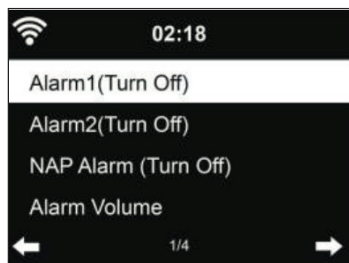 02:18
Alarm1(Turn Off)
Alarm2(Turn Off)
NAP Alarm (Turn Off)
Alarm Volume
1/4